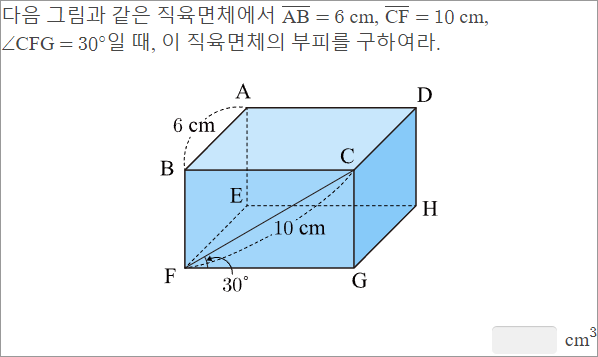 다음 그림과 같은 직육면체에서 AB = 6 cm, CF = 10 cm,
∠CFG = 30°일 때, 이 직육면체의 부피를 구하여라.
A
D
6 cm
B
C
E
H
10 cm
F
30°
G
cm³